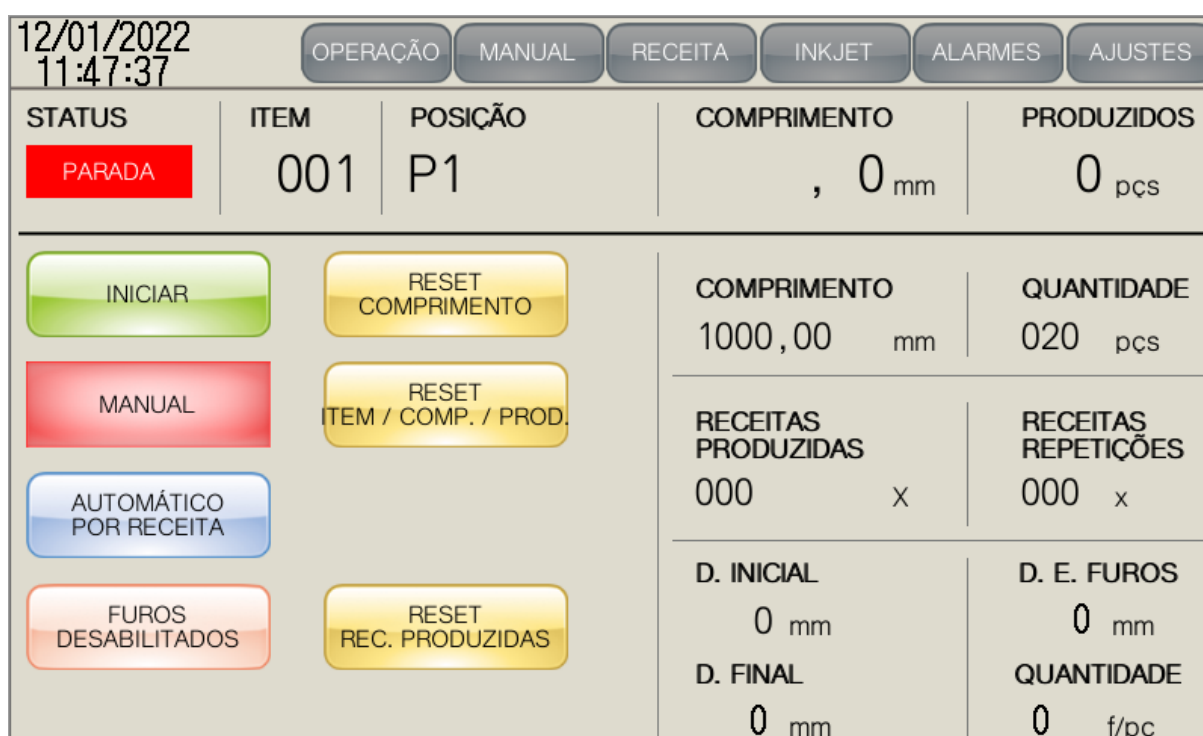 12/01/2022
11:47:37
OPERAÇÃO MANUAL RECEITA INKJET ALARMES AJUSTES
STATUS ITEM POSIÇÃO COMPRIMENTO PRODUZIDOS
PARADA 001 P1 , 0 mm 0 pçs
INICIAR
RESET
COMPRIMENTO
COMPRIMENTO QUANTIDADE
1000,00 mm 020 pçs
MANUAL
RESET
ITEM / COMP. / PROD.
RECEITAS
PRODUZIDAS
RECEITAS
REPETIÇÕES
000 X 000 x
AUTOMÁTICO
POR RECEITA
D. INICIAL D. E. FUROS
0 mm 0 mm
FUROS
DESABILITADOS
RESET
REC. PRODUZIDAS
D. FINAL QUANTIDADE
0 mm 0 f/pc